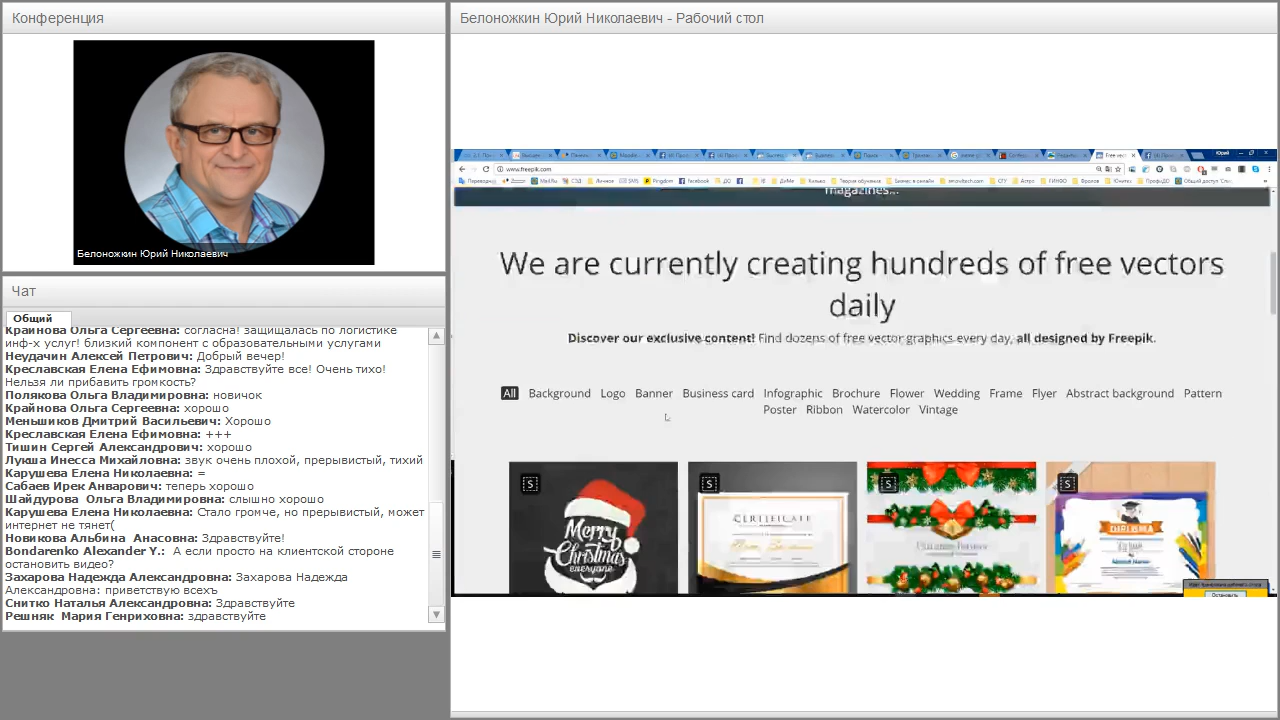 Конференция
Белоножкин Юрий Николаевич
Чат
Общий
Крайнова Ольга Сергеевна: согласна! защищалась по логистике
инф-х услуг! близкий комплект с образовательными услугами
Неудачин Алексей Петрович: Добрый вечер!
Креславская Елена Ефимовна: Здравствуйте все! Очень тихо!
Нельзя ли прибавить громкость?
Полякова Ольга Владимировна: новичок
Крайнова Ольга Сергеевна: хорошо
Меньшиков Дмитрий Васильевич: Хорошо
Креславская Елена Ефимовна: +++
Тишин Сергей Александрович: хорошо
Лукша Инесса Михайловна: звук очень плохой, прерывистый, тихий
Карушева Елена Николаевна: =
Сабаев Ирек Анварович: теперь хорошо
Шайдурова Ольга Владимировна: слышно хорошо
Карушева Елена Николаевна: Стало громче, но прерывистый, может
интернет не тянет(
Новикова Альбина Анасовна: Здравствуйте!
Bondarenko Alexander Y.: А если просто на клиентской стороне
остановить видео?
Захарова Надежда Александровна: Захарова Надежда
Александровна: приветствую всехъ
Снитко Наталья Александровна: Здравствуйте
Решняк Мария Генриховна: здравствуйте
Белоножкин Юрий Николаевич - Рабочий стол
www.freepik.com
magazines...
We are currently creating hundreds of free vectors
daily
Discover our exclusive content! Find dozens of free vector graphics every day, all designed by Freepik.
All Background Logo Banner Business card Infographic Brochure Flower Wedding Frame Flyer Abstract background Pattern
Poster Ribbon Watercolor Vintage
S S S S
Merry
Christmas
everyone
CERTIFICATE